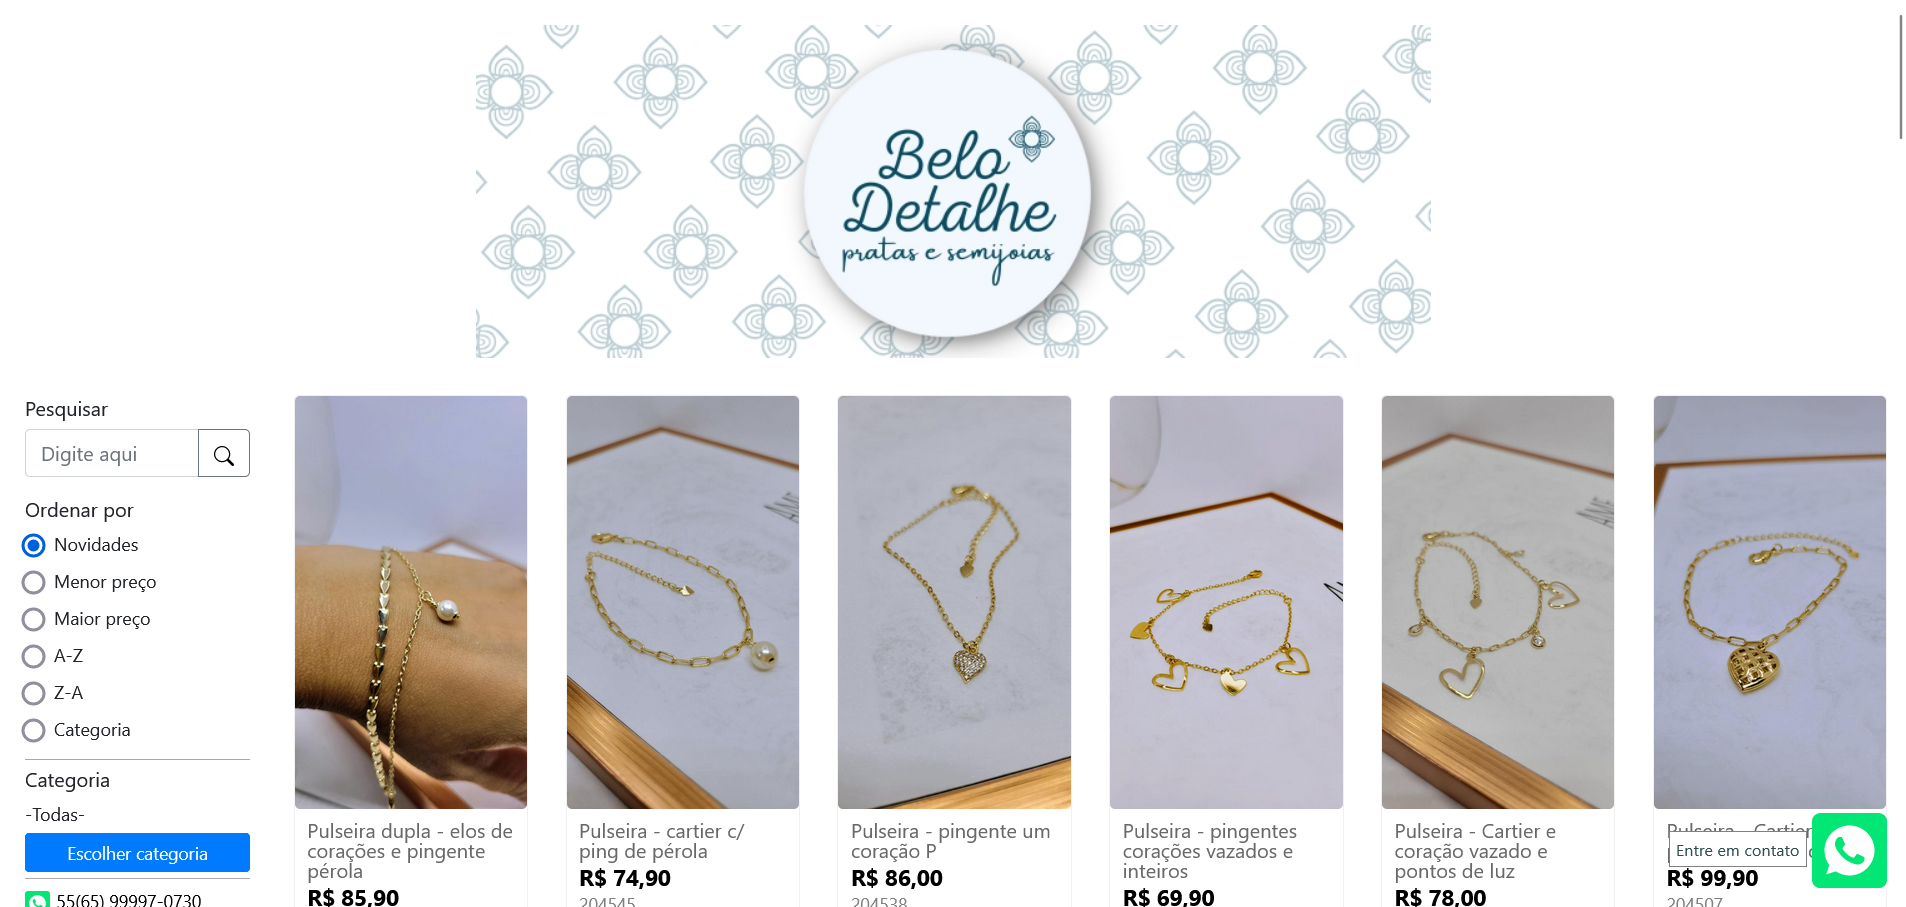 Belo
Detalhe
pratas e semijoias
Pesquisar
Digite aqui
Ordenar por
Novidades
Menor preço
Maior preço
A-Z
Z-A
Categoria
Categoria
-Todas-
Escolher categoria
55(65) 99997-0730
Pulseira dupla - elos de
corações e pingente
pérola
R$ 85,90
Pulseira - cartier c/
ping de pérola
R$ 74,90
204545
Pulseira - pingente um
coração P
R$ 86,00
204538
Pulseira - pingentes
corações vazados e
inteiros
R$ 69,90
Pulseira - Cartier e
coração vazado e
pontos de luz
R$ 78,00
Pulseira - Cartier
R$ 99,90
204507
Entre em contato